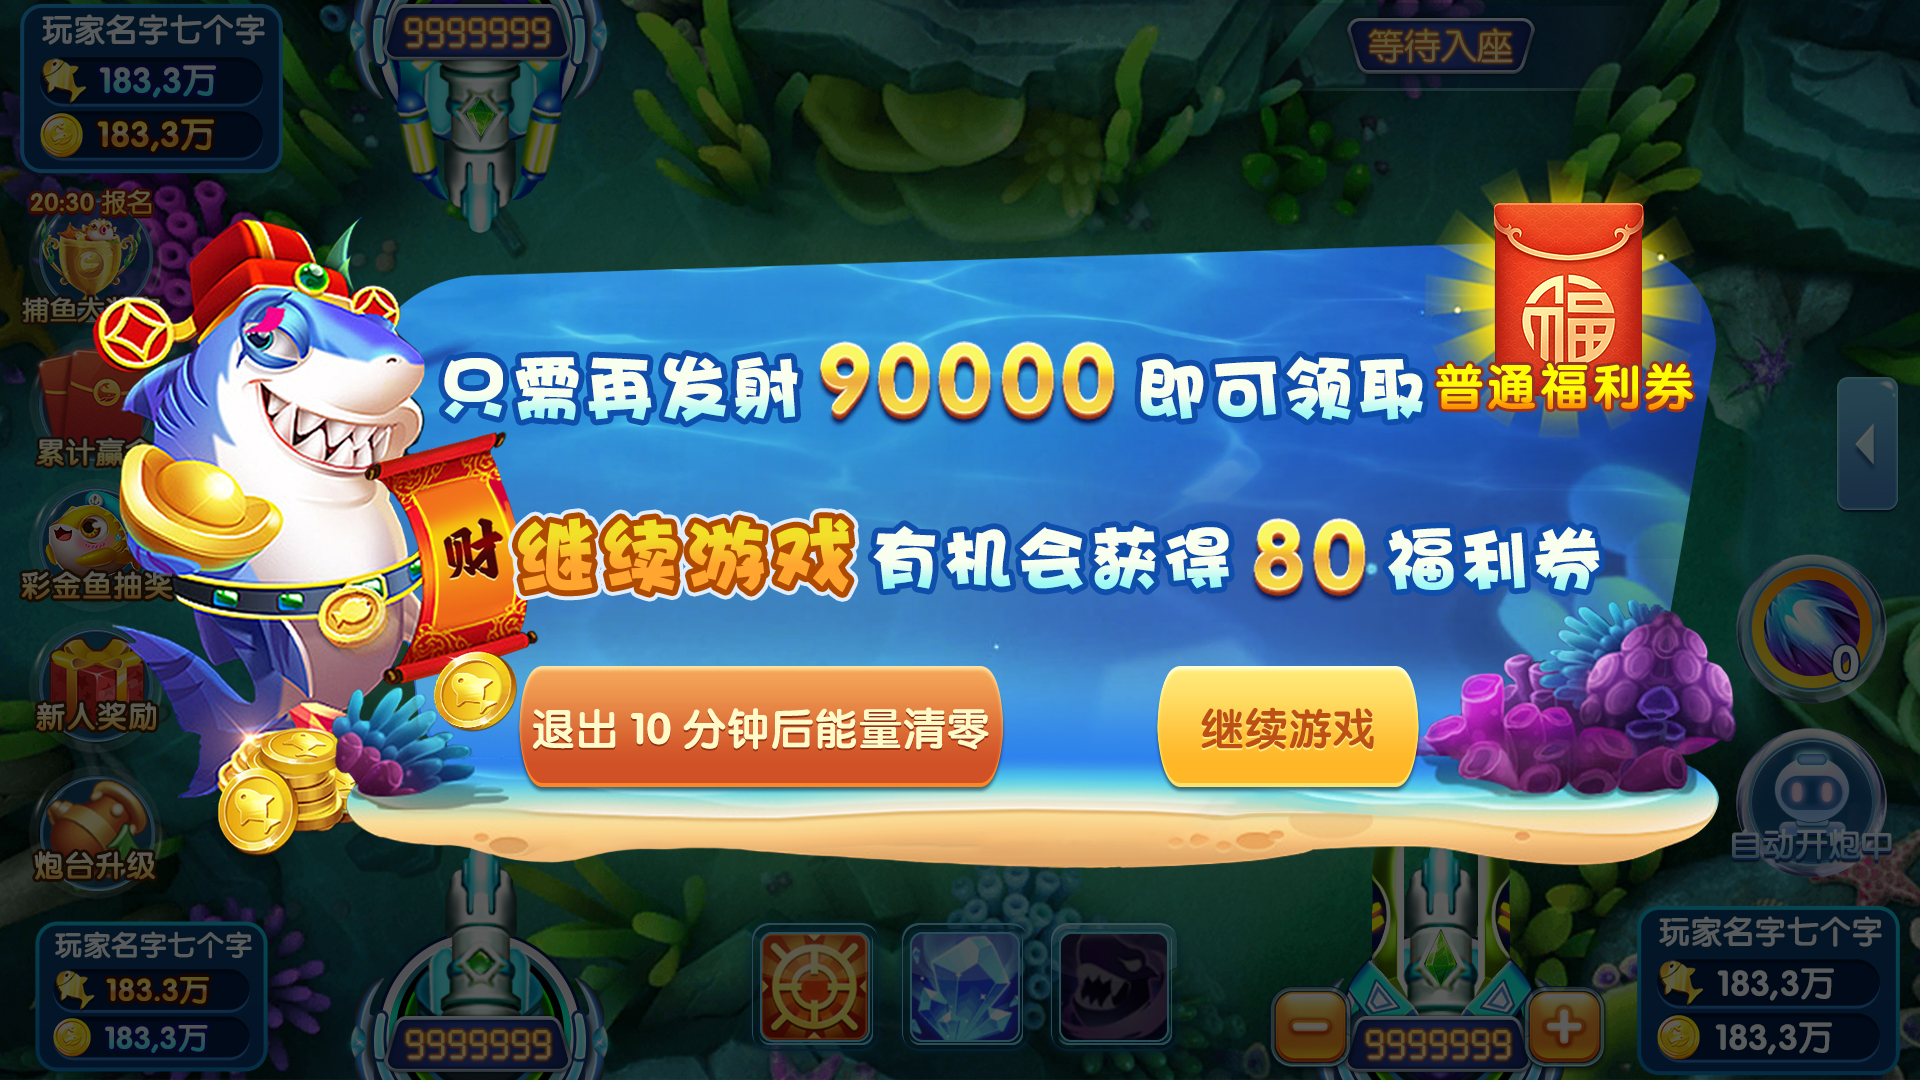 玩家名字七个字
183,3万
183,3万
9999999
等待入座
20:30 报名
捕鱼大
累计赢
彩金鱼抽奖
新人奖励
炮台升级
只需再发射 90000 即可领取 普通福利券
福
财
继续游戏 有机会获得 80 福利券
退出 10 分钟后能量清零
继续游戏
0
自动开炮中
玩家名字七个字
183.3万
183,3万
9999999
9999999
玩家名字七个字
183,3万
183,3万